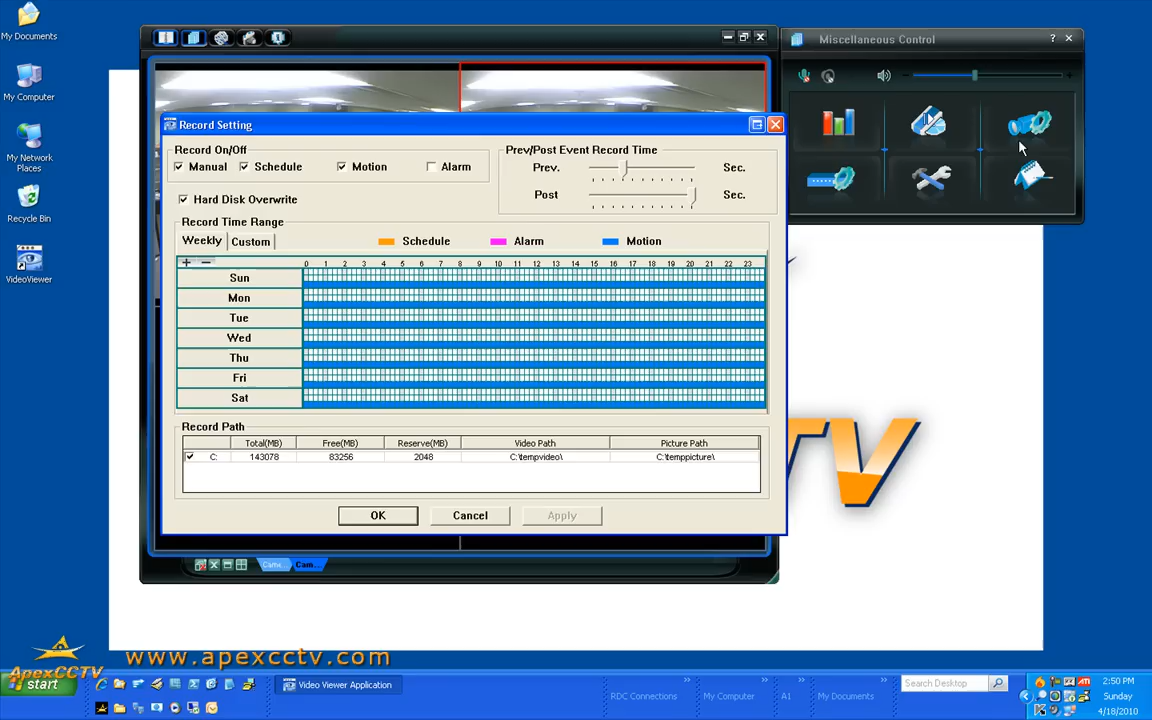 My Documents
My Computer
My Network
Places
Recycle Bin
VideoViewer
Miscellaneous Control
?
Record Setting
Record On/Off
Manual Schedule Motion Alarm
Prev/Post Event Record Time
Prev. Sec.
Post Sec.
Hard Disk Overwrite
Record Time Range
Weekly Custom
Schedule Alarm Motion
0 1 2 3 4 5 6 7 8 9 10 11 12 13 14 15 16 17 18 19 20 21 22 23
Sun
Mon
Tue
Wed
Thu
Fri
Sat
Record Path
Total(MB) Free(MB) Reserve(MB) Video Path Picture Path
C: 143078 83256 2048 C:\tempvideo\ C:\temppicture\
OK Cancel Apply
TV
Cam...
www.apexcctv.com
ApexCCTV
start
Video Viewer Application
RDC Connections
My Computer
A1
My Documents
Search Desktop
2:50 PM
Sunday
4/18/2010